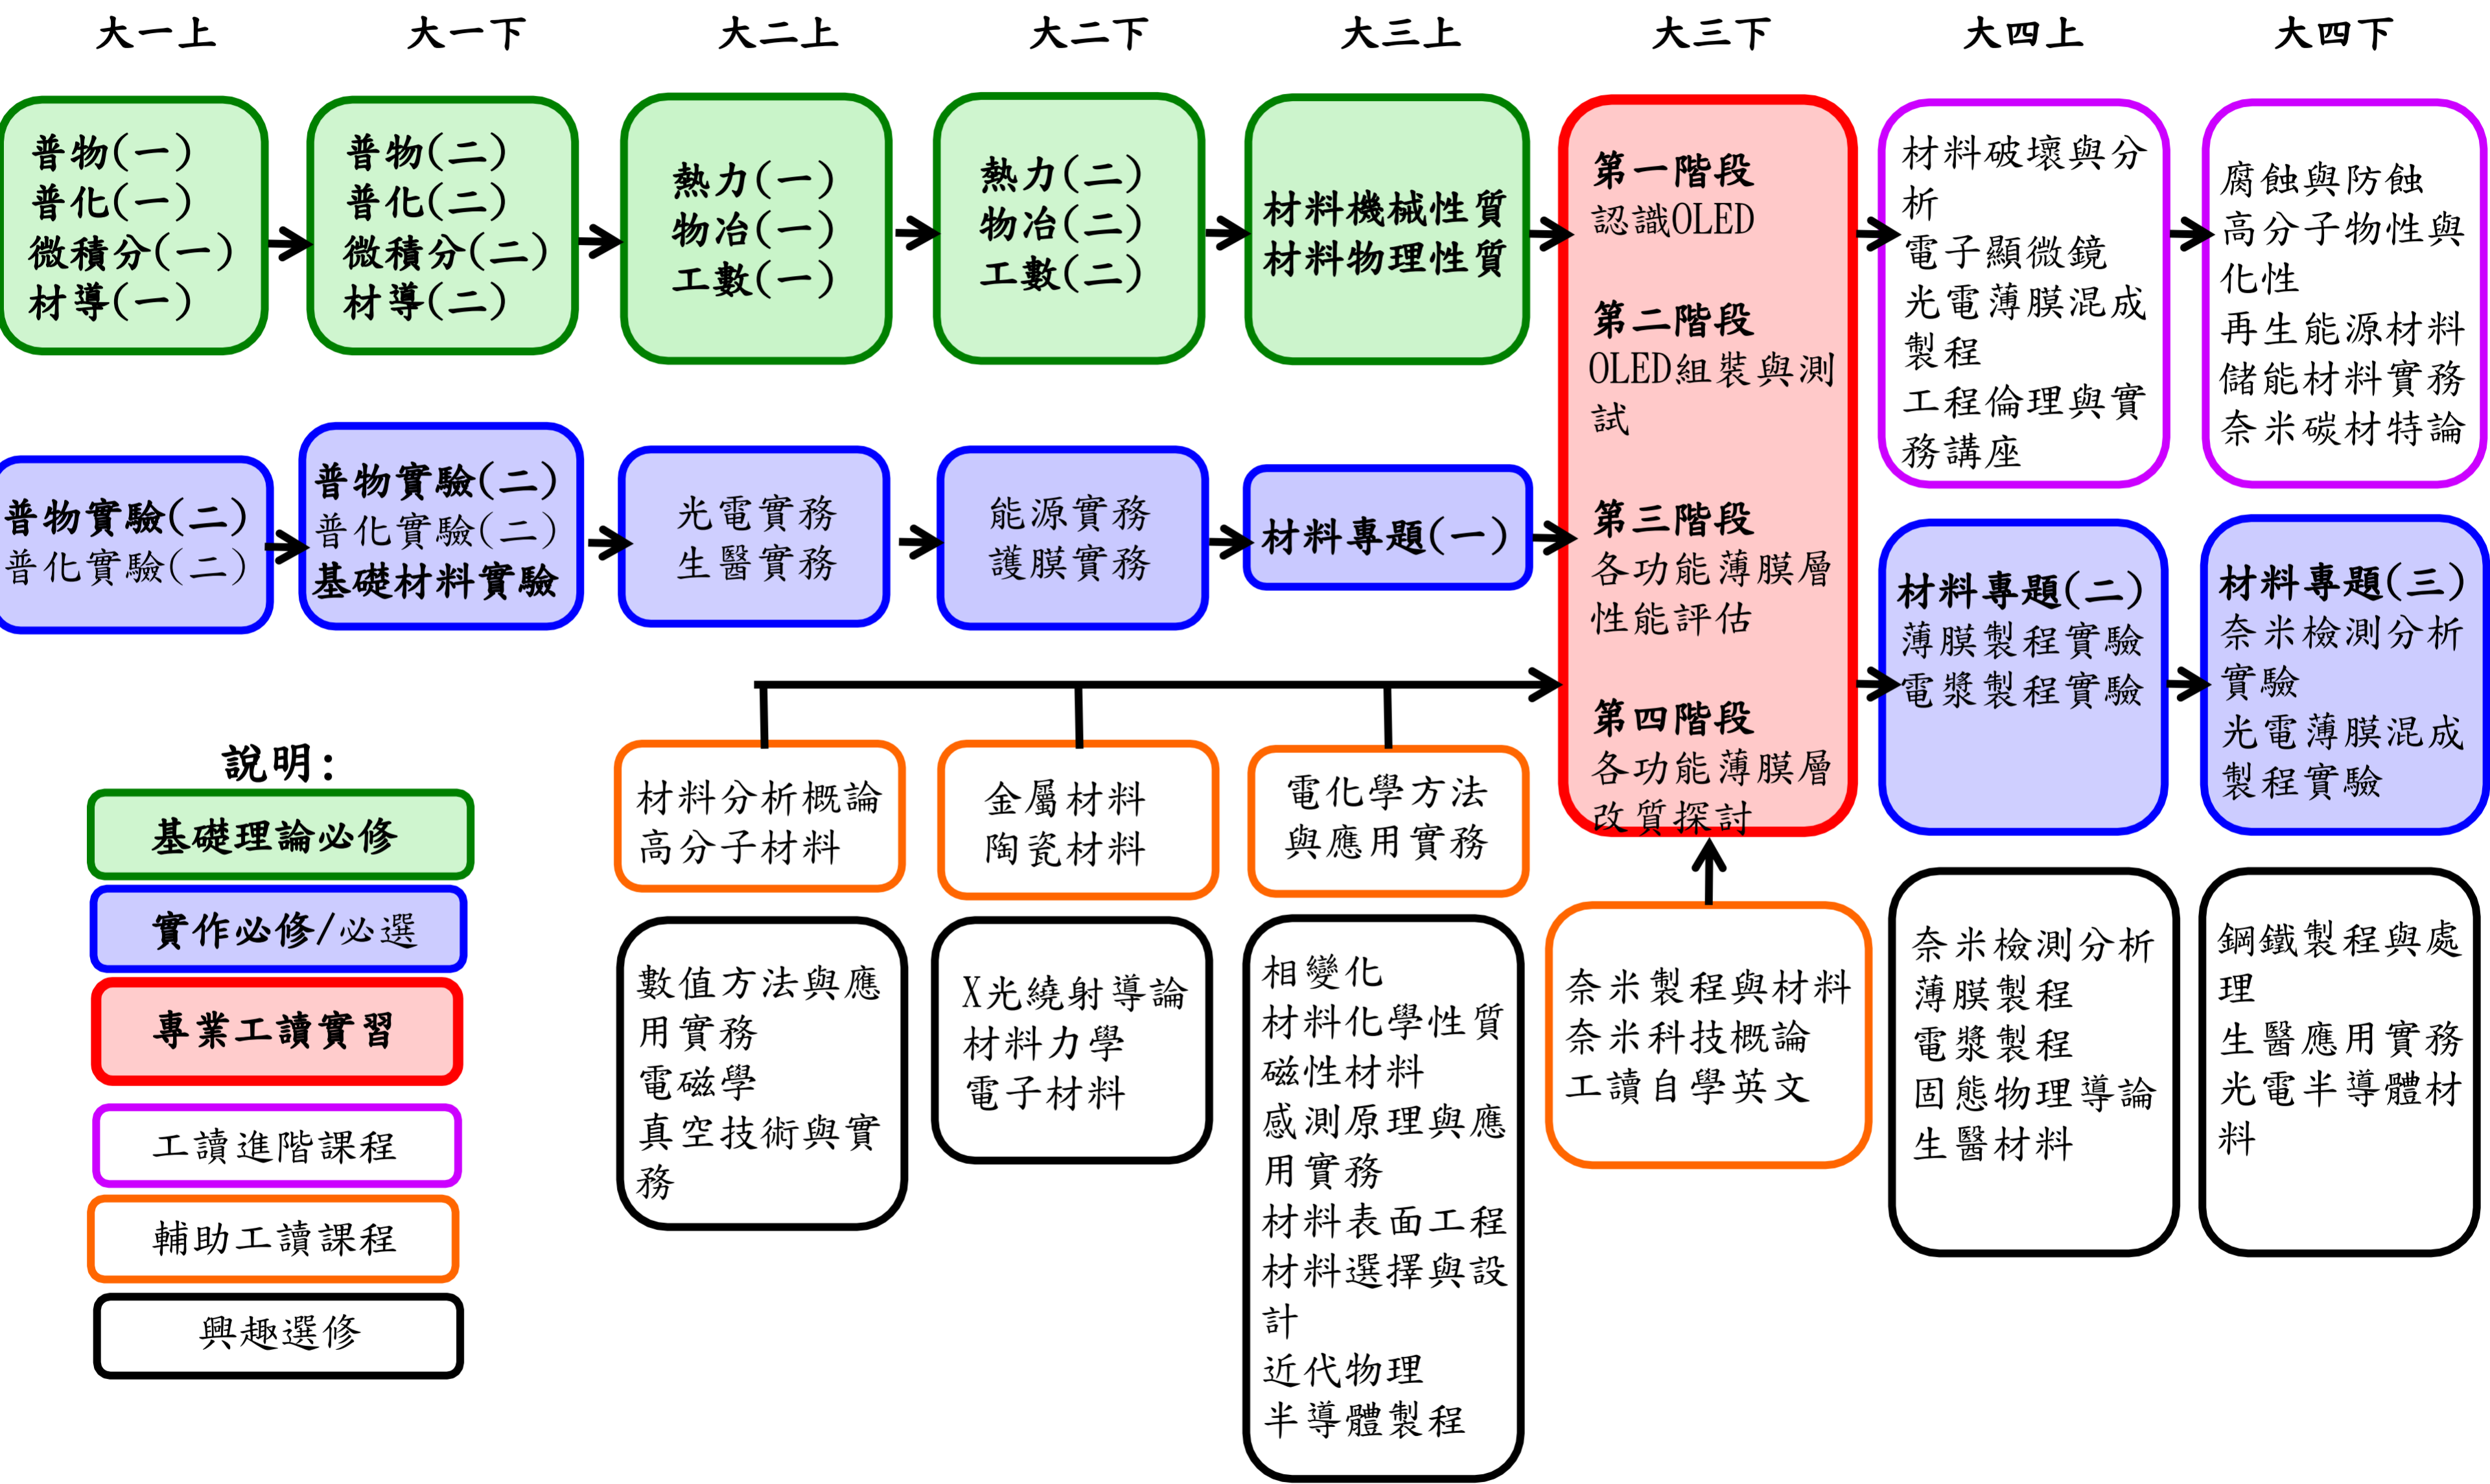 大一上
大一下
大二上
大二下
大三上
大三下
大四上
大四下
普物(一)
普化(一)
微積分(一)
材導(一)
普物(二)
普化(二)
微積分(二)
材導(二)
熱力(一)
物冶(一)
工數(一)
熱力(二)
物冶(二)
工數(二)
材料機械性質
材料物理性質
第一階段
認識OLED
第二階段
OLED組裝與測
試
第三階段
各功能薄膜層
性能評估
第四階段
各功能薄膜層
改質探討
材料破壞與分
析
電子顯微鏡
光電薄膜混成
製程
工程倫理與實
務講座
腐蝕與防蝕
高分子物性與
化性
再生能源材料
儲能材料實務
奈米碳材特論
普物實驗(二)
普化實驗(二)
普物實驗(二)
普化實驗(二)
基礎材料實驗
光電實務
生醫實務
能源實務
護膜實務
材料專題(一)
材料專題(二)
薄膜製程實驗
電漿製程實驗
材料專題(三)
奈米檢測分析
實驗
光電薄膜混成
製程實驗
材料分析概論
高分子材料
金屬材料
陶瓷材料
電化學方法
與應用實務
奈米製程與材料
奈米科技概論
工讀自學英文
數值方法與應
用實務
電磁學
真空技術與實
務
X光繞射導論
材料力學
電子材料
相變化
材料化學性質
磁性材料
感測原理與應
用實務
材料表面工程
材料選擇與設
計
近代物理
半導體製程
奈米檢測分析
薄膜製程
電漿製程
固態物理導論
生醫材料
鋼鐵製程與處
理
生醫應用實務
光電半導體材
料
說明:
基礎理論必修
實作必修/必選
專業工讀實習
工讀進階課程
輔助工讀課程
興趣選修